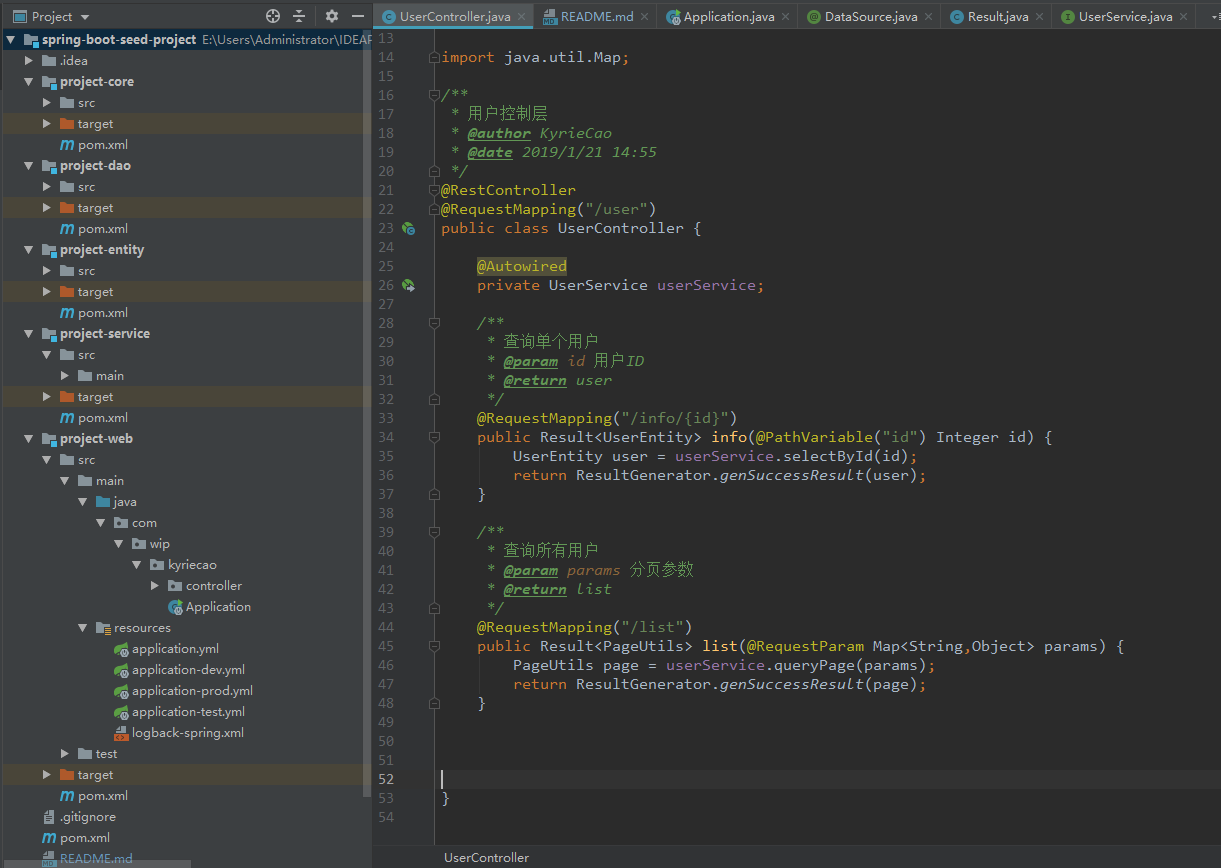 Project
spring-boot-seed-project E:\Users\Administrator\IDEAP
.idea
project-core
src
target
pom.xml
project-dao
src
target
pom.xml
project-entity
src
target
pom.xml
project-service
src
main
target
pom.xml
project-web
src
main
java
com
wip
kyriecao
controller
Application
resources
application.yml
application-dev.yml
application-prod.yml
application-test.yml
logback-spring.xml
test
target
pom.xml
.gitignore
pom.xml
README.md
UserController.java README.md Application.java DataSource.java Result.java UserService.java
13
14 import java.util.Map;
15
16 /**
17 * 用户控制层
18 * @author KyrieCao
19 * @date 2019/1/21 14:55
20 */
21 @RestController
22 @RequestMapping("/user")
23 public class UserController {
24
25 @Autowired
26 private UserService userService;
27
28 /**
29 * 查询单个用户
30 * @param id 用户ID
31 * @return user
32 */
33 @RequestMapping("/info/{id}")
34 public Result<UserEntity> info(@PathVariable("id") Integer id) {
35 UserEntity user = userService.selectById(id);
36 return ResultGenerator.genSuccessResult(user);
37 }
38
39 /**
40 * 查询所有用户
41 * @param params 分页参数
42 * @return list
43 */
44 @RequestMapping("/list")
45 public Result<PageUtils> list(@RequestParam Map<String,Object> params) {
46 PageUtils page = userService.queryPage(params);
47 return ResultGenerator.genSuccessResult(page);
48 }
49
50
51
52
53 }
54
UserController